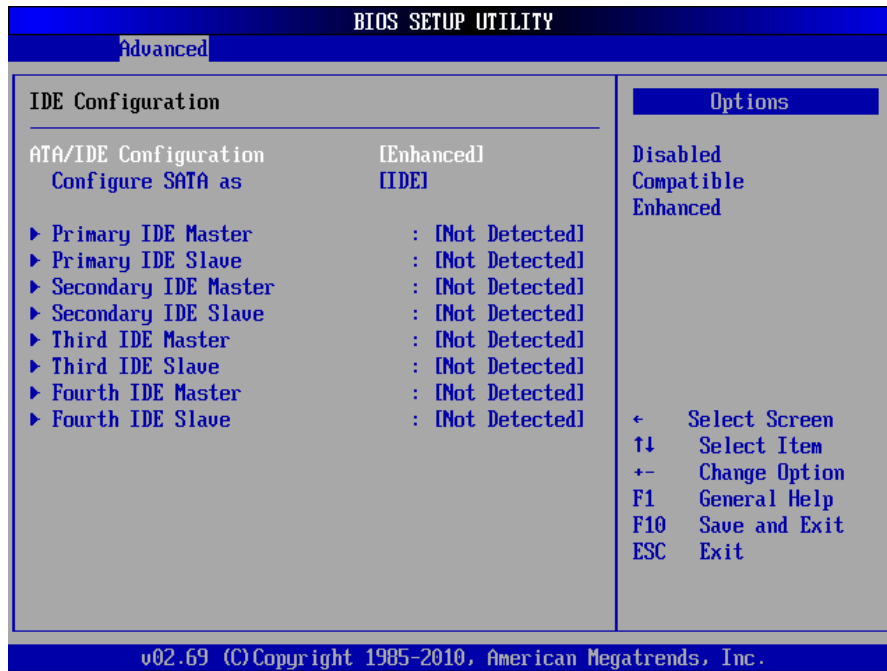 BIOS SETUP UTILITY
Advanced
IDE Configuration
ATA/IDE Configuration [Enhanced]
Configure SATA as [IDE]
▶ Primary IDE Master : [Not Detected]
▶ Primary IDE Slave : [Not Detected]
▶ Secondary IDE Master : [Not Detected]
▶ Secondary IDE Slave : [Not Detected]
▶ Third IDE Master : [Not Detected]
▶ Third IDE Slave : [Not Detected]
▶ Fourth IDE Master : [Not Detected]
▶ Fourth IDE Slave : [Not Detected]
Options
Disabled
Compatible
Enhanced
← Select Screen
↑↓ Select Item
+- Change Option
F1 General Help
F10 Save and Exit
ESC Exit
v02.69 (C)Copyright 1985-2010, American Megatrends, Inc.